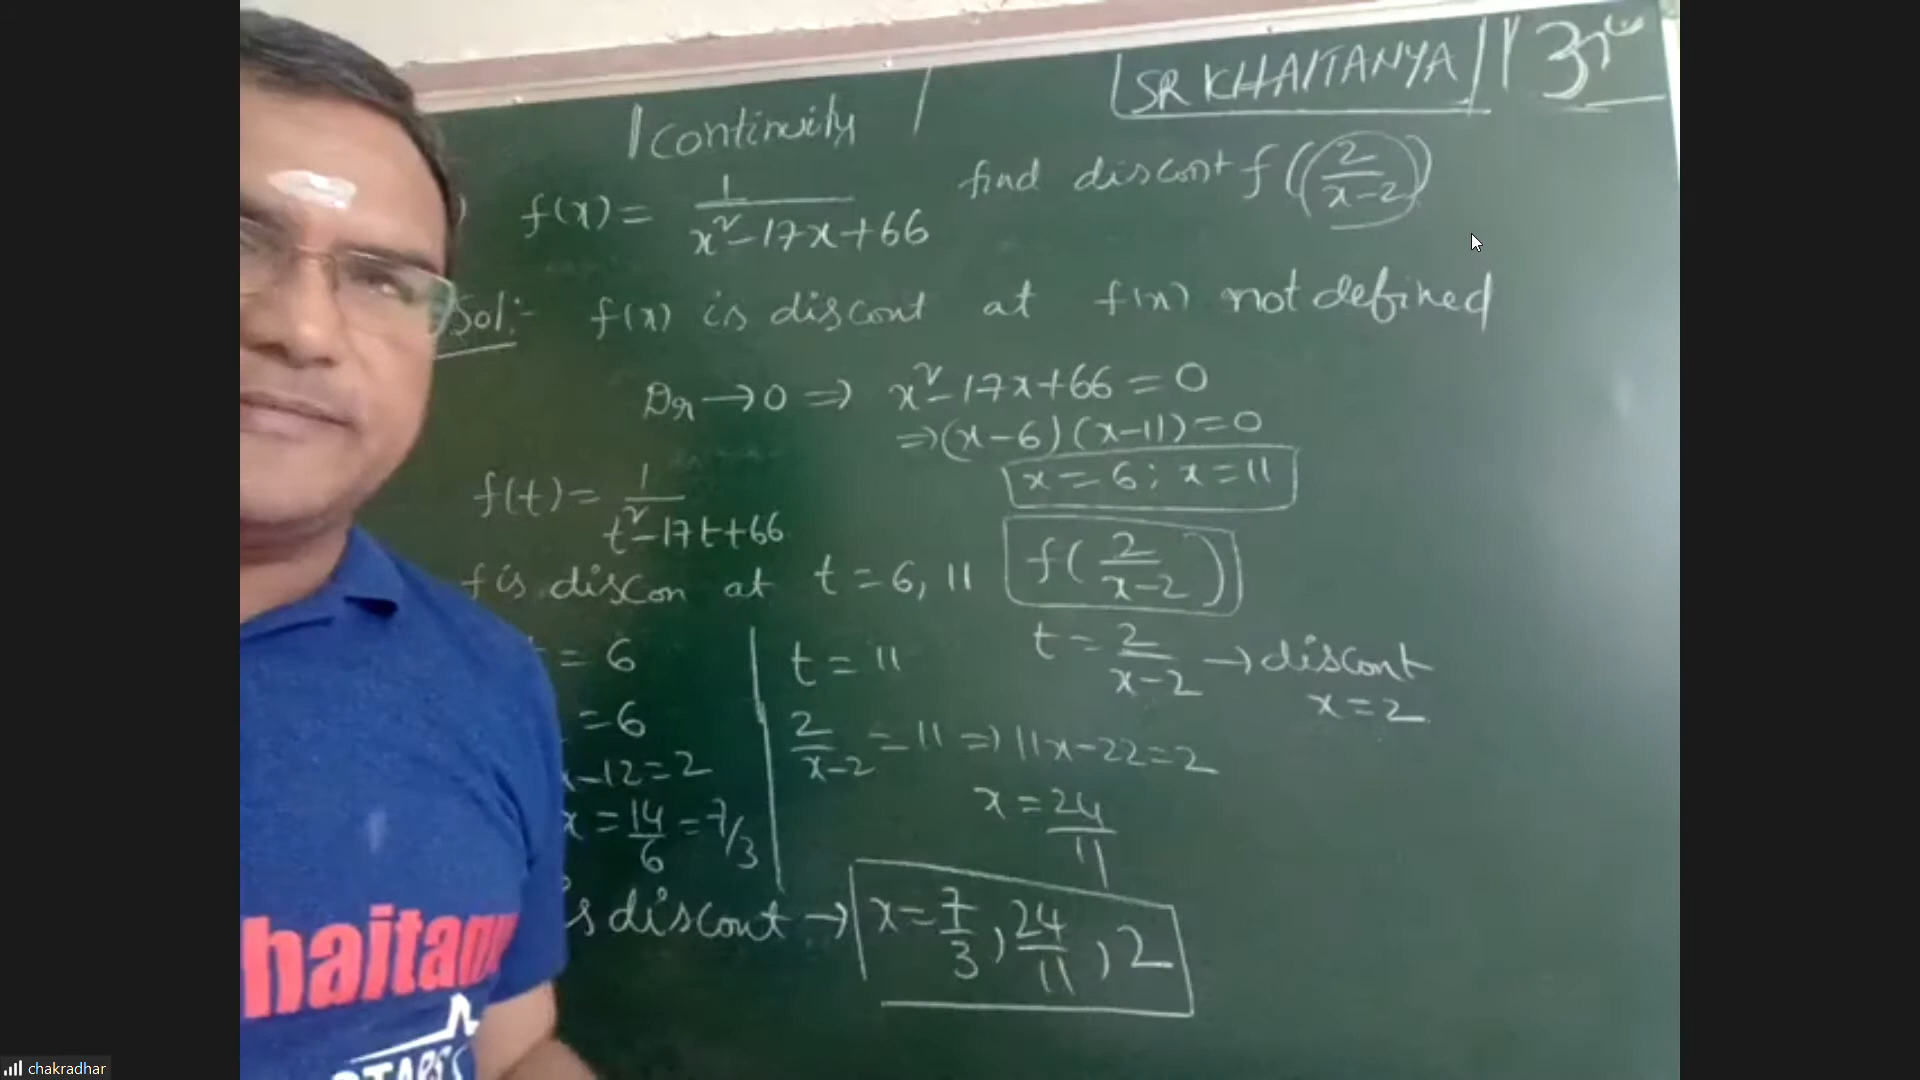 SR KHAITANYA
continuity
f(x) = 1/(x²-17x+66) find discont f(2/(x-2))
Sol:- f(x) is discont at f(x) not defined
Dr → 0 ⇒ x²-17x+66 = 0
⇒ (x-6)(x-11) = 0
x = 6; x = 11
f(t) = 1/(t²-17t+66)
f is discon at t = 6, 11
f(2/(x-2))
t = 2/(x-2) → discont
x = 2
= 6
= 6
-12 = 2
x = 14/6 = 7/3
t = 11
2/(x-2) = 11 ⇒ 11x-22 = 2
x = 24/11
s discont → x = 7/3, 24/11, 2
haitan
STARS
chakradhar